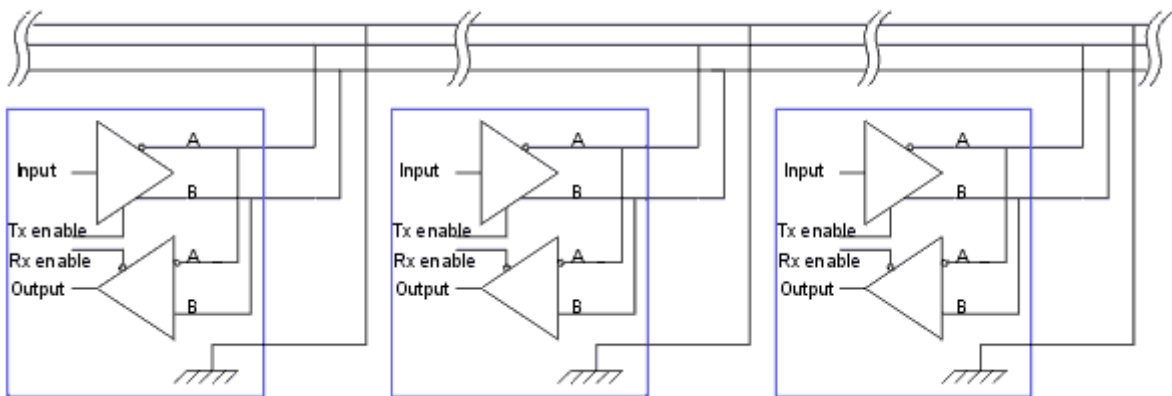 A
Input
B
Tx enable
Rx enable
A
Output
B
A
Input
B
Tx enable
Rx enable
A
Output
B
A
Input
B
Tx enable
Rx enable
A
Output
B